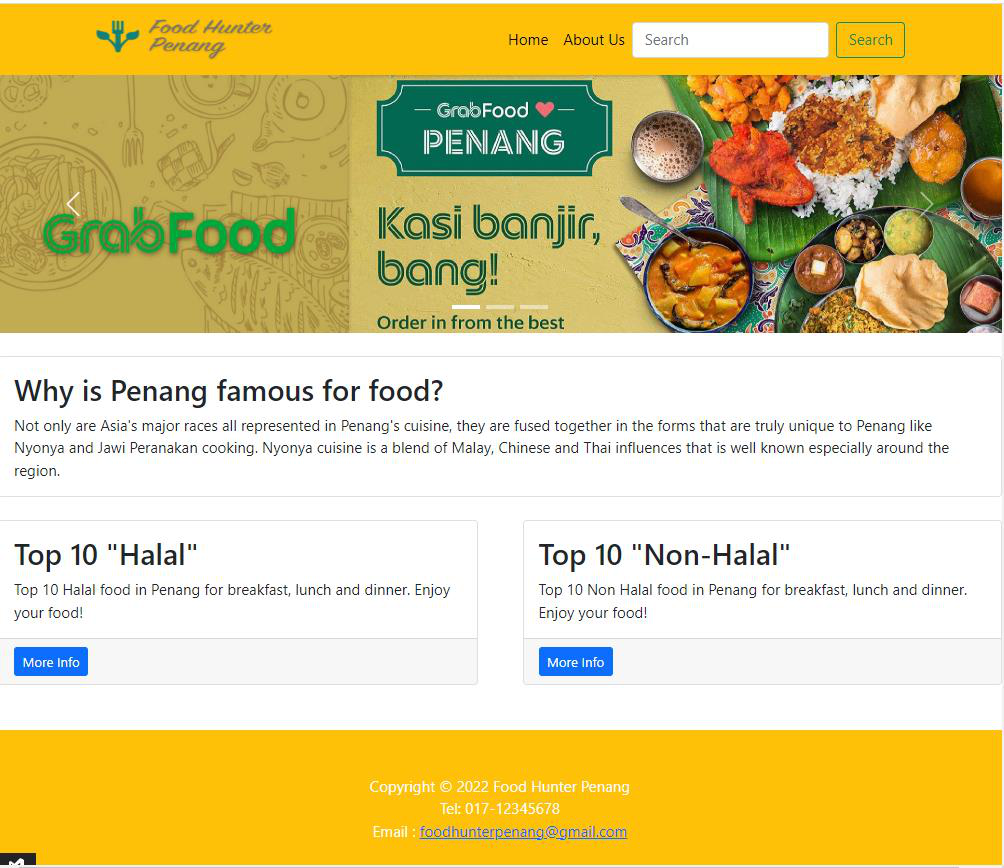 Food Hunter
Penang
Home About Us Search Search
GrabFood
PENANG
GrabFood
Kasi banjir,
bang!
Order in from the best
Why is Penang famous for food?
Not only are Asia's major races all represented in Penang's cuisine, they are fused together in the forms that are truly unique to Penang like
Nyonya and Jawi Peranakan cooking. Nyonya cuisine is a blend of Malay, Chinese and Thai influences that is well known especially around the
region.
Top 10 "Halal"
Top 10 Halal food in Penang for breakfast, lunch and dinner. Enjoy
your food!
More Info
Top 10 "Non-Halal"
Top 10 Non Halal food in Penang for breakfast, lunch and dinner.
Enjoy your food!
More Info
Copyright © 2022 Food Hunter Penang
Tel: 017-12345678
Email : foodhunterpenang@gmail.com